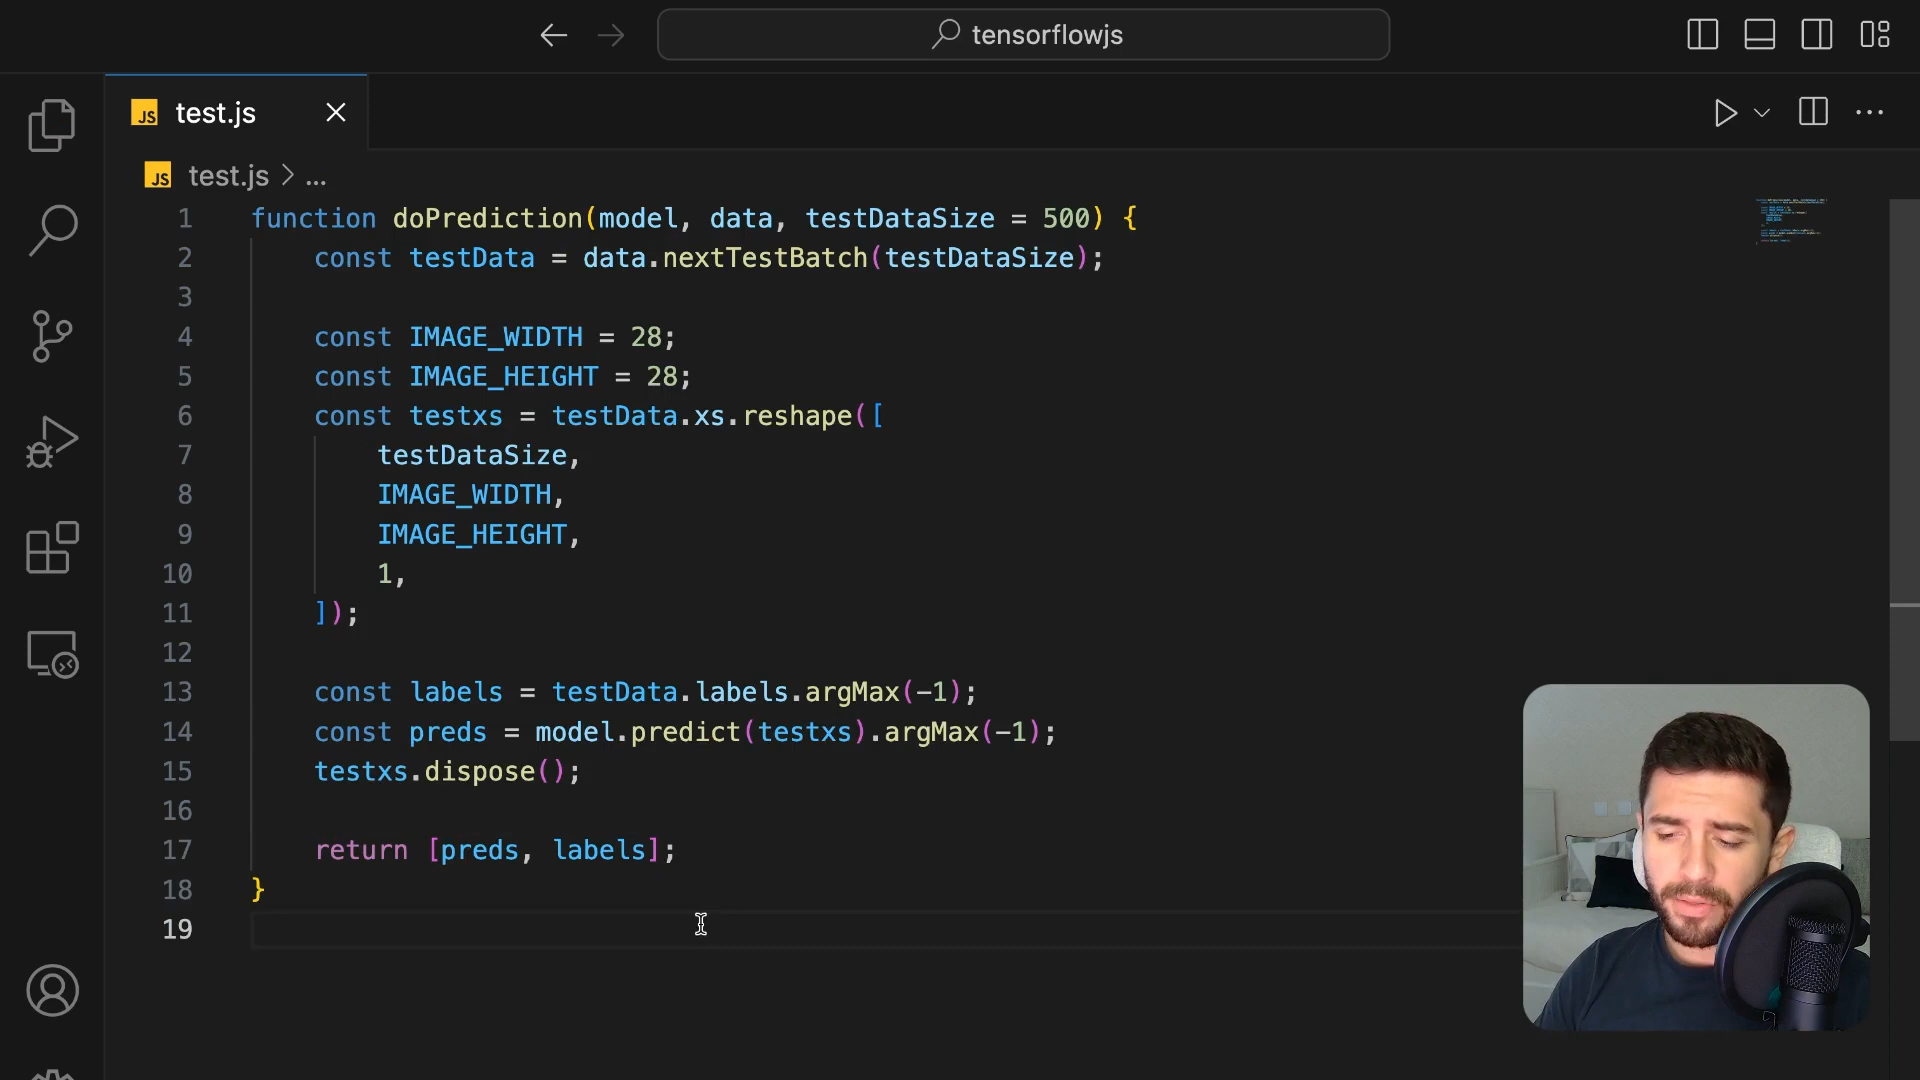 tensorflowjs
JS test.js
JS test.js > ...
1 function doPrediction(model, data, testDataSize = 500) {
2 const testData = data.nextTestBatch(testDataSize);
3
4 const IMAGE_WIDTH = 28;
5 const IMAGE_HEIGHT = 28;
6 const testxs = testData.xs.reshape([
7 testDataSize,
8 IMAGE_WIDTH,
9 IMAGE_HEIGHT,
10 1,
11 ]);
12
13 const labels = testData.labels.argMax(-1);
14 const preds = model.predict(testxs).argMax(-1);
15 testxs.dispose();
16
17 return [preds, labels];
18 }
19